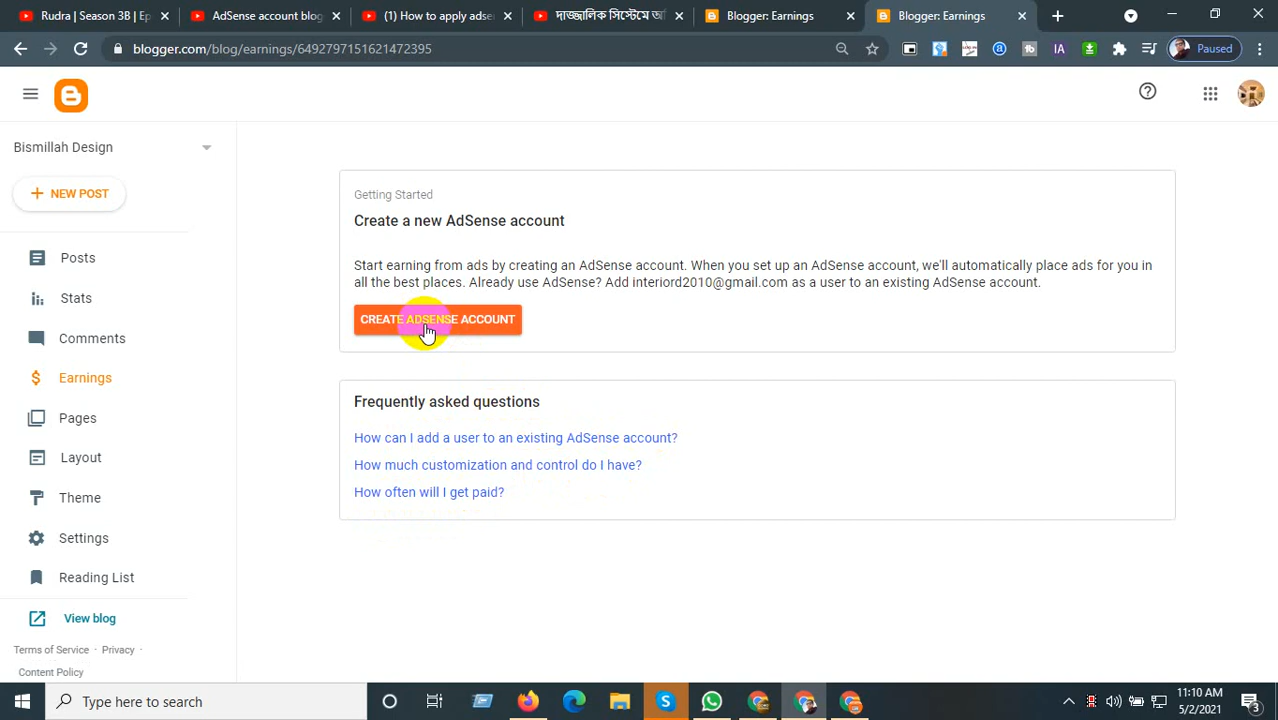 Rudra | Season 3B | Ep
AdSense account blog
(1) How to apply adse
দাজ্জালিক সিস্টেমে আ
Blogger: Earnings
Blogger: Earnings
blogger.com/blog/earnings/6492797151621472395
IA
Paused
Bismillah Design
NEW POST
Posts
Stats
Comments
Earnings
Pages
Layout
Theme
Settings
Reading List
View blog
Terms of Service · Privacy ·
Content Policy
Getting Started
Create a new AdSense account
Start earning from ads by creating an AdSense account. When you set up an AdSense account, we'll automatically place ads for you in
all the best places. Already use AdSense? Add interiord2010@gmail.com as a user to an existing AdSense account.
CREATE ADSENSE ACCOUNT
Frequently asked questions
How can I add a user to an existing AdSense account?
How much customization and control do I have?
How often will I get paid?
Type here to search
11:10 AM
5/2/2021
3